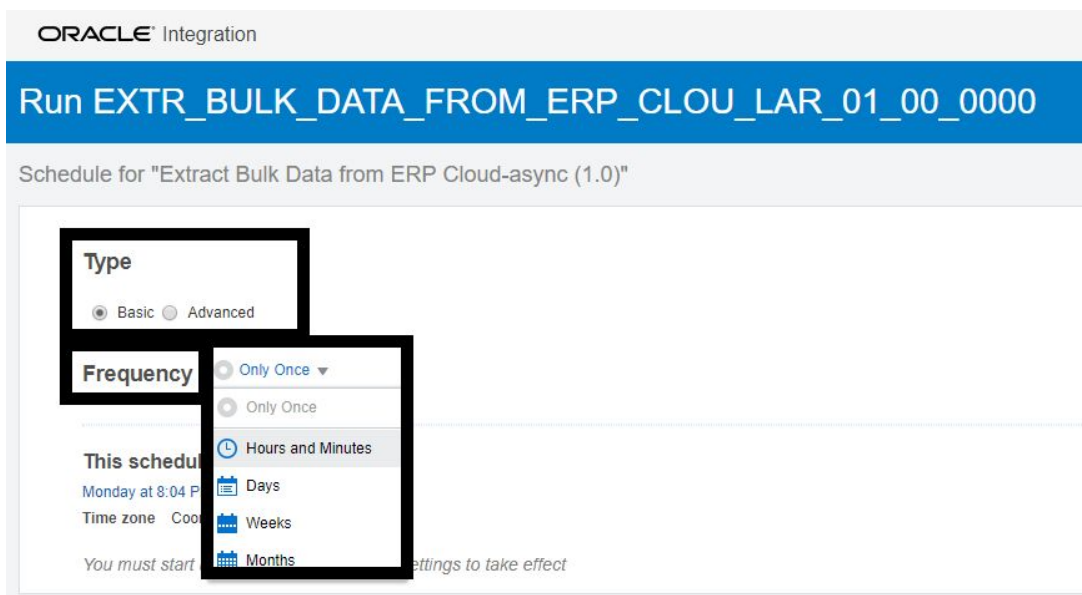 ORACLE Integration
Run EXTR_BULK_DATA_FROM_ERP_CLOU_LAR_01_00_0000
Schedule for "Extract Bulk Data from ERP Cloud-async (1.0)"
Type
Basic Advanced
Frequency Only Once
Only Once
Hours and Minutes
This schedul
Days
Monday at 8:04 P
Time zone Coor
Weeks
Months
You must start ettings to take effect